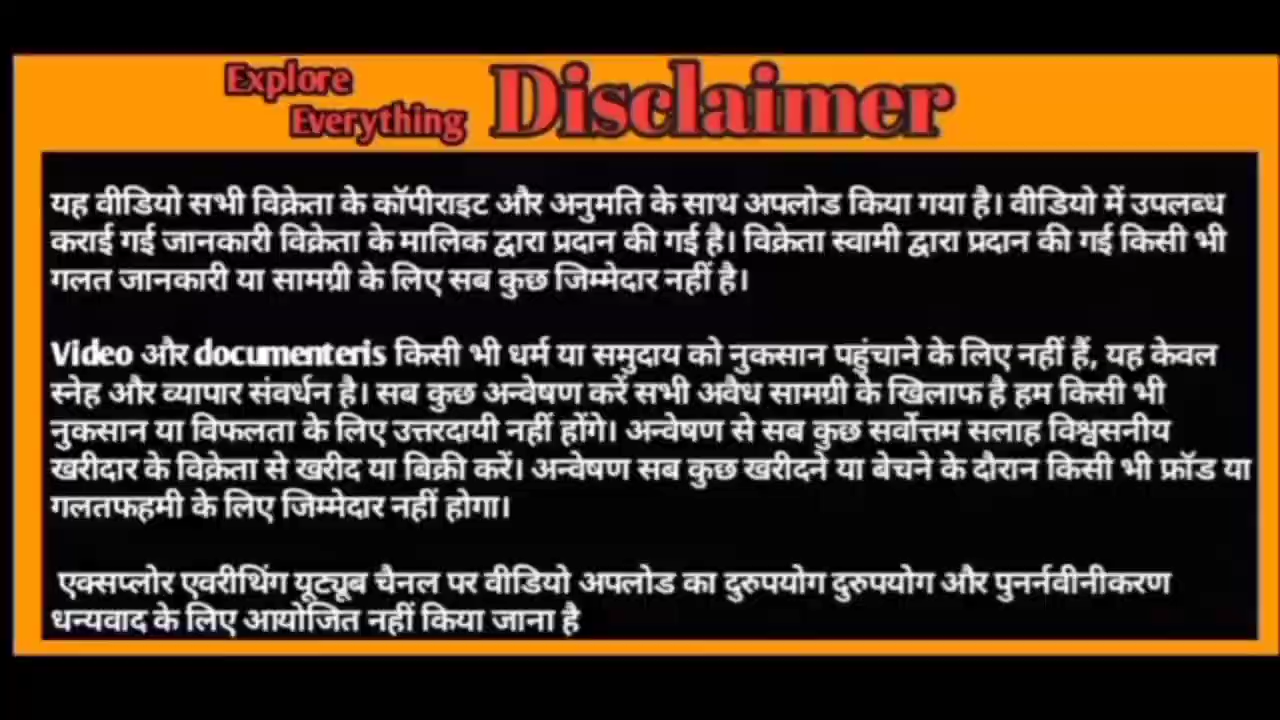 Explore
Everything
Disclaimer
यह वीडियो सभी विक्रेता के कॉपीराइट और अनुमति के साथ अपलोड किया गया है। वीडियो में उपलब्ध
कराई गई जानकारी विक्रेता के मालिक द्वारा प्रदान की गई है। विक्रेता स्वामी द्वारा प्रदान की गई किसी भी
गलत जानकारी या सामग्री के लिए सब कुछ जिम्मेदार नहीं है।
Video और documenteris किसी भी धर्म या समुदाय को नुकसान पहुंचाने के लिए नहीं हैं, यह केवल
स्नेह और व्यापार संवर्धन है। सब कुछ अन्वेषण करें सभी अवैध सामग्री के खिलाफ है हम किसी भी
नुकसान या विफलता के लिए उत्तरदायी नहीं होंगे। अन्वेषण से सब कुछ सर्वोत्तम सलाह विश्वसनीय
खरीदार के विक्रेता से खरीद या बिक्री करें। अन्वेषण सब कुछ खरीदने या बेचने के दौरान किसी भी फ्रॉड या
गलतफहमी के लिए जिम्मेदार नहीं होगा।
एक्सप्लोर एवरीथिंग यूट्यूब चैनल पर वीडियो अपलोड का दुरुपयोग दुरुपयोग और पुनर्नवीनीकरण
धन्यवाद के लिए आयोजित नहीं किया जाना है